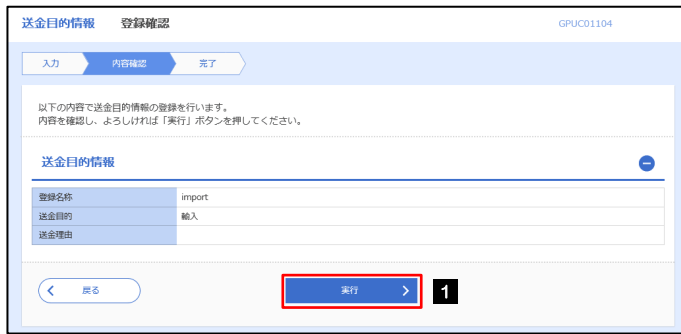 送金目的情報 登録確認 GPUC01104
入力 内容確認 完了
以下の内容で送金目的情報の登録を行います。
内容を確認し、よろしければ「実行」ボタンを押してください。
送金目的情報
登録名称 import
送金目的 輸入
送金理由
戻る 実行 1